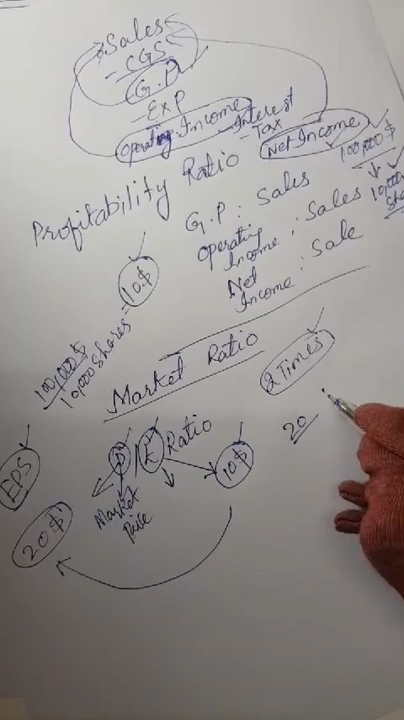 Sales
- CGS
G.P
- Exp
Operating Income
- Interest
- Tax
Net Income
100,000$
10,000
Profitability Ratio
G.P : Sales
Operating Income : Sales
Net Income : Sale
100,000$
10,000 Shares
= 10$
Market Ratio
2 Times
P/E Ratio
20
EPS
Market
10$
20$